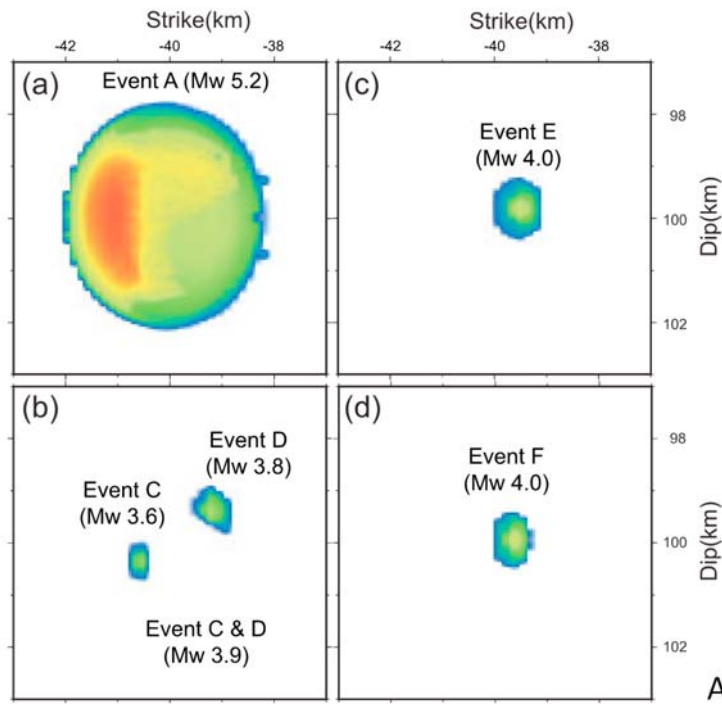 Strike(km)
Strike(km)
-42 -40 -38
-42 -40 -38
(a)
Event A (Mw 5.2)
(c)
Event E
(Mw 4.0)
98
100
102
Dip(km)
(b)
Event D
(Mw 3.8)
Event C
(Mw 3.6)
Event C & D
(Mw 3.9)
(d)
Event F
(Mw 4.0)
98
100
102
Dip(km)
A